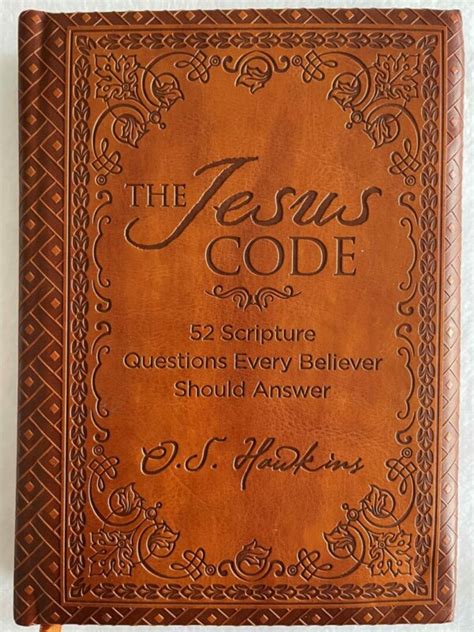 THE Jesus
CODE
52 Scripture
Questions Every Believer
Should Answer
O.S. Hawkins